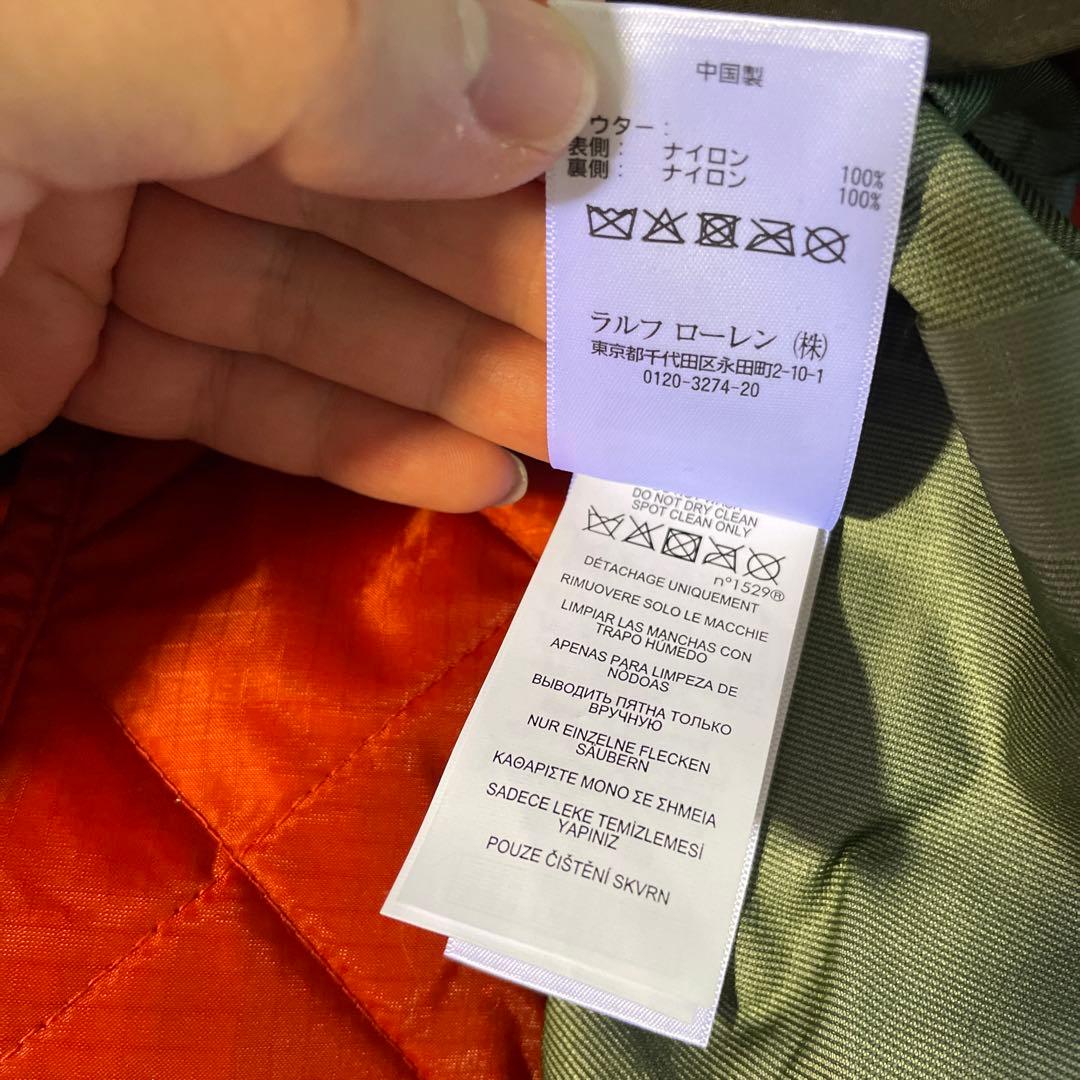 中国製
ウター :
表側 : ナイロン 100%
裏側 : ナイロン 100%
ラルフ ローレン (株)
東京都千代田区永田町2-10-1
0120-3274-20
DO NOT DRY CLEAN
SPOT CLEAN ONLY
n°1529®
DÉTACHAGE UNIQUEMENT
RIMUOVERE SOLO LE MACCHIE
LIMPIAR LAS MANCHAS CON
TRAPO HÚMEDO
APENAS PARA LIMPEZA DE
NÓDOAS
ВЫВОДИТЬ ПЯТНА ТОЛЬКО
ВРУЧНУЮ
NUR EINZELNE FLECKEN
SÄUBERN
ΚΑΘΑΡΙΣΤΕ ΜΟΝΟ ΣΕ ΣΗΜΕΙΑ
SADECE LEKE TEMİZLEMESİ
YAPINIZ
POUZE ČIŠTĚNÍ SKVRN